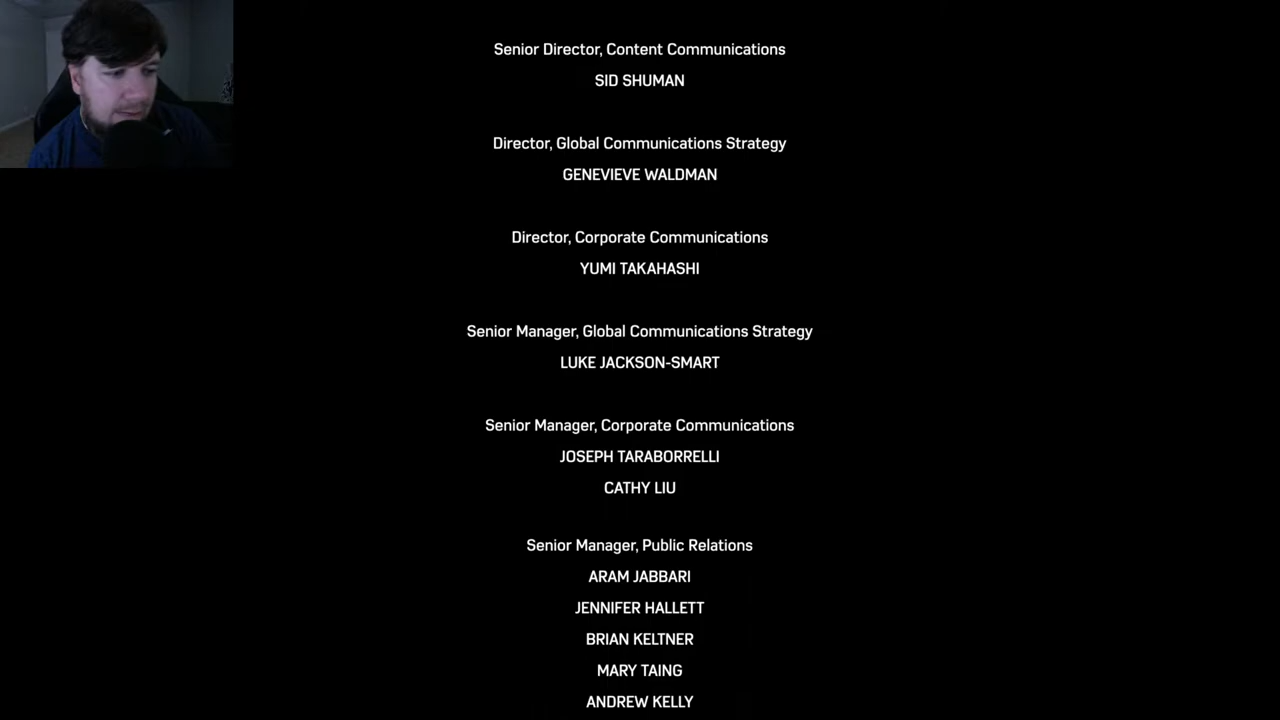 Senior Director, Content Communications
SID SHUMAN
Director, Global Communications Strategy
GENEVIEVE WALDMAN
Director, Corporate Communications
YUMI TAKAHASHI
Senior Manager, Global Communications Strategy
LUKE JACKSON-SMART
Senior Manager, Corporate Communications
JOSEPH TARABORRELLI
CATHY LIU
Senior Manager, Public Relations
ARAM JABBARI
JENNIFER HALLETT
BRIAN KELTNER
MARY TAING
ANDREW KELLY